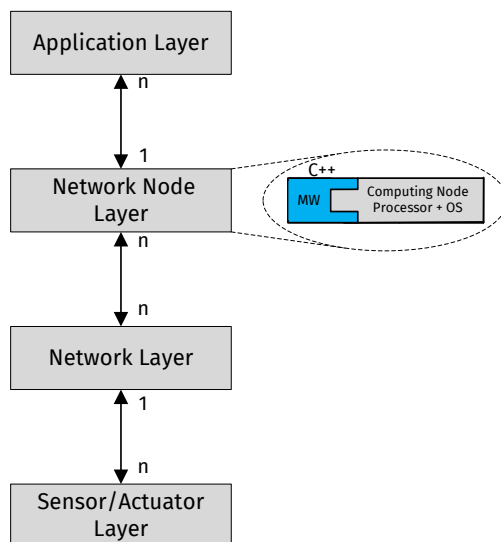 Application Layer
n
1
Network Node
Layer
C++
MW
Computing Node
Processor + OS
n
n
Network Layer
1
n
Sensor/Actuator
Layer